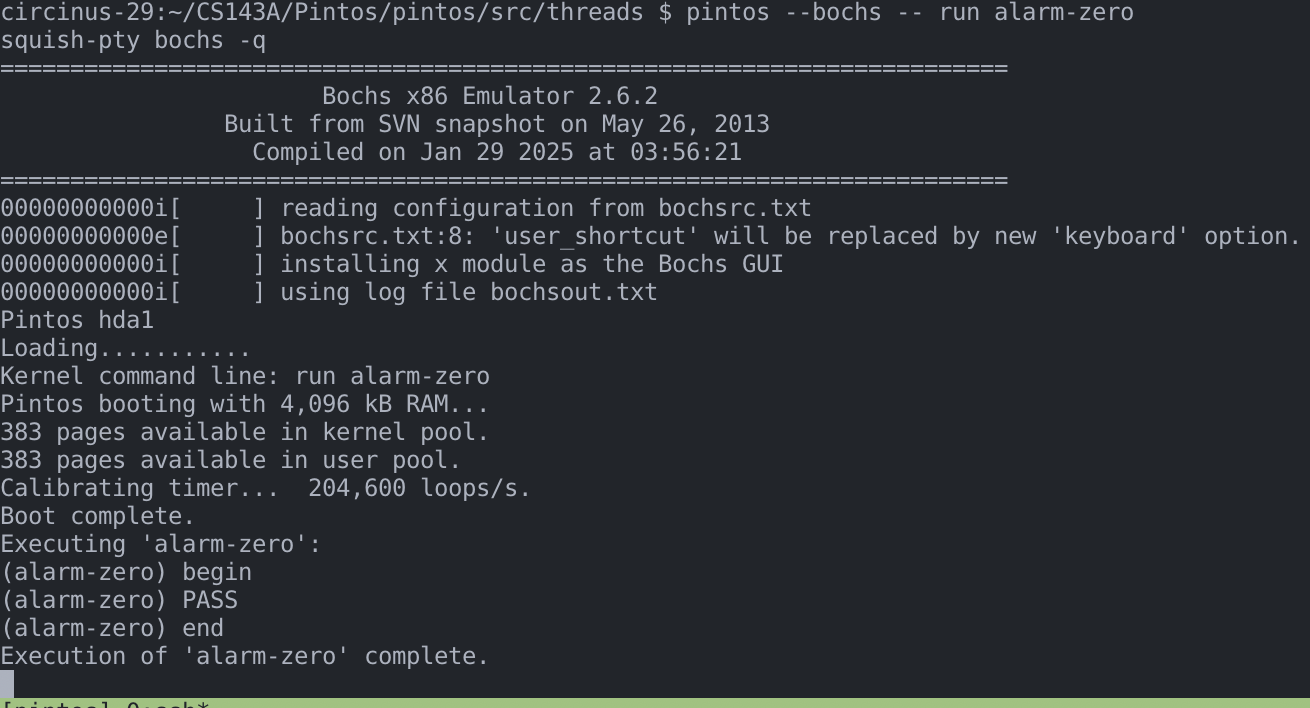 circinus-29:~/CS143A/Pintos/pintos/src/threads $ pintos --bochs -- run alarm-zero
squish-pty bochs -q
========================================================================
                       Bochs x86 Emulator 2.6.2
                Built from SVN snapshot on May 26, 2013
                  Compiled on Jan 29 2025 at 03:56:21
========================================================================
00000000000i[     ] reading configuration from bochsrc.txt
00000000000e[     ] bochsrc.txt:8: 'user_shortcut' will be replaced by new 'keyboard' option.
00000000000i[     ] installing x module as the Bochs GUI
00000000000i[     ] using log file bochsout.txt
Pintos hda1
Loading...........
Kernel command line: run alarm-zero
Pintos booting with 4,096 kB RAM...
383 pages available in kernel pool.
383 pages available in user pool.
Calibrating timer...  204,600 loops/s.
Boot complete.
Executing 'alarm-zero':
(alarm-zero) begin
(alarm-zero) PASS
(alarm-zero) end
Execution of 'alarm-zero' complete.